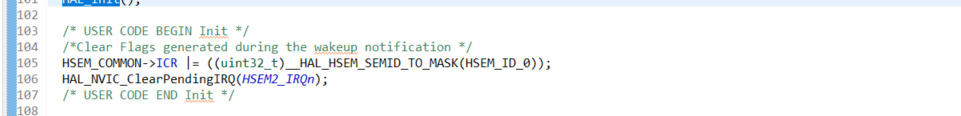 101 HAL_Init();
102
103 /* USER CODE BEGIN Init */
104 /*Clear Flags generated during the wakeup notification */
105 HSEM_COMMON->ICR |= ((uint32_t)__HAL_HSEM_SEMID_TO_MASK(HSEM_ID_0));
106 HAL_NVIC_ClearPendingIRQ(HSEM2_IRQn);
107 /* USER CODE END Init */
108